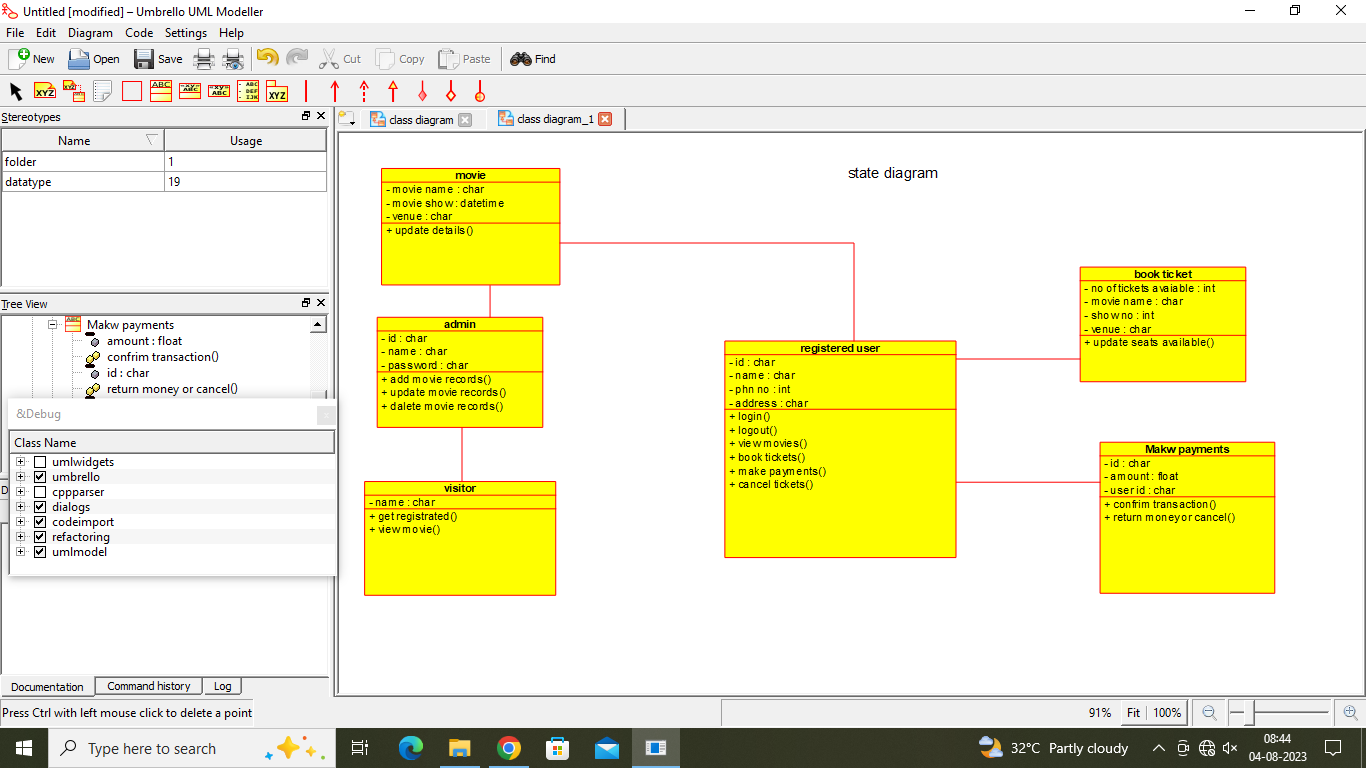 Untitled [modified] – Umbrello UML Modeller
File Edit Diagram Code Settings Help
New Open Save Cut Copy Paste Find
XYZ XYZ ABC -xy= ABC +xy= ABC ABC DEF IJK XYZ
Stereotypes
Name Usage
folder 1
datatype 19
Tree View
Makw payments
amount : float
confrim transaction()
id : char
return money or cancel()
&Debug
Class Name
umlwidgets
umbrello
cppparser
dialogs
codeimport
refactoring
umlmodel
D
Documentation Command history Log
class diagram class diagram_1
state diagram
movie
- movie name : char
- movie show : datetime
- venue : char
+ update details()
admin
- id : char
- name : char
- password : char
+ add movie records()
+ update movie records()
+ dalete movie records()
visitor
- name : char
+ get registrated()
+ view movie()
registered user
- id : char
- name : char
- phn no : int
- address : char
+ login()
+ logout()
+ view movies()
+ book tickets()
+ make payments()
+ cancel tickets()
book ticket
- no of tickets avaiable : int
- movie name : char
- show no : int
- venue : char
+ update seats available()
Makw payments
- id : char
- amount : float
- user id : char
+ confrim transaction()
+ return money or cancel()
Press Ctrl with left mouse click to delete a point
91% Fit 100%
Type here to search
32°C Partly cloudy
08:44
04-08-2023